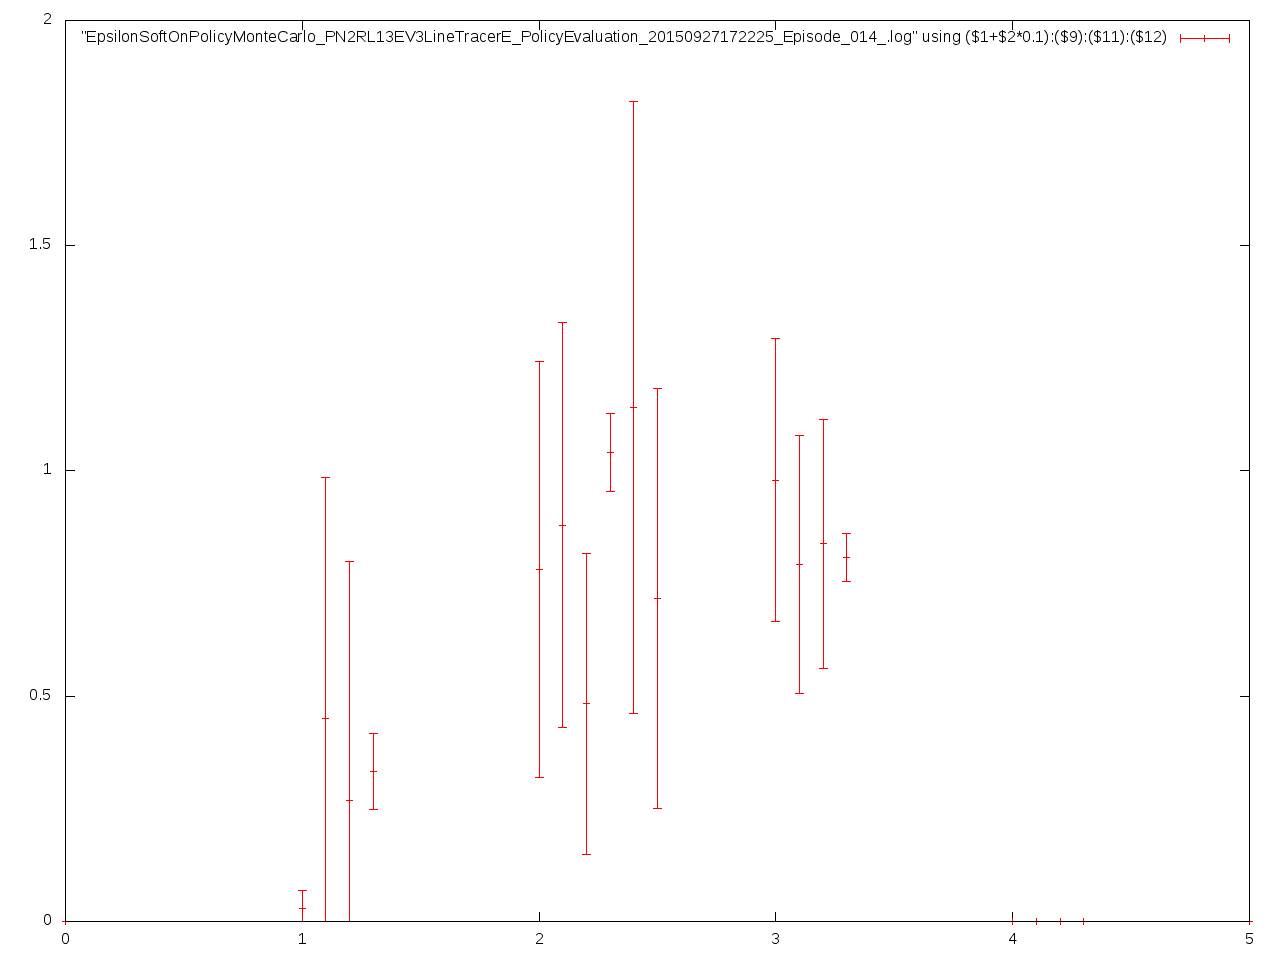 2
"EpsilonSoftOnPolicyMonteCarlo_PN2RL13EV3LineTracerE_PolicyEvaluation_20150927172225_Episode_014_.log" using ($1+$2*0.1):($9):($11):($12)
1.5
1
0.5
0
0 1 2 3 4 5